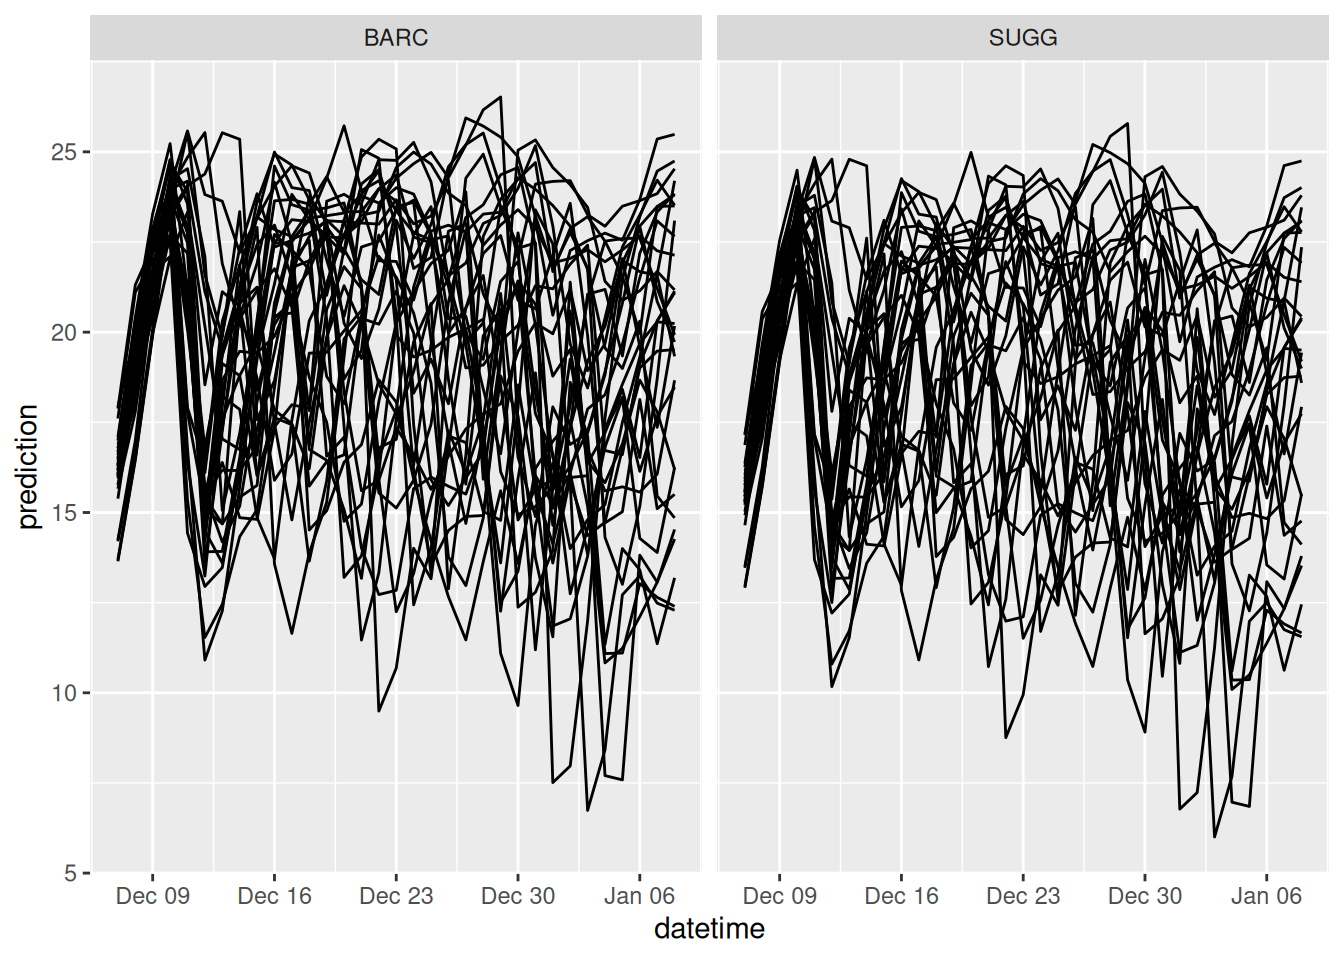 BARC SUGG
prediction
25
20
15
10
5
Dec 09 Dec 16 Dec 23 Dec 30 Jan 06 Dec 09 Dec 16 Dec 23 Dec 30 Jan 06
datetime